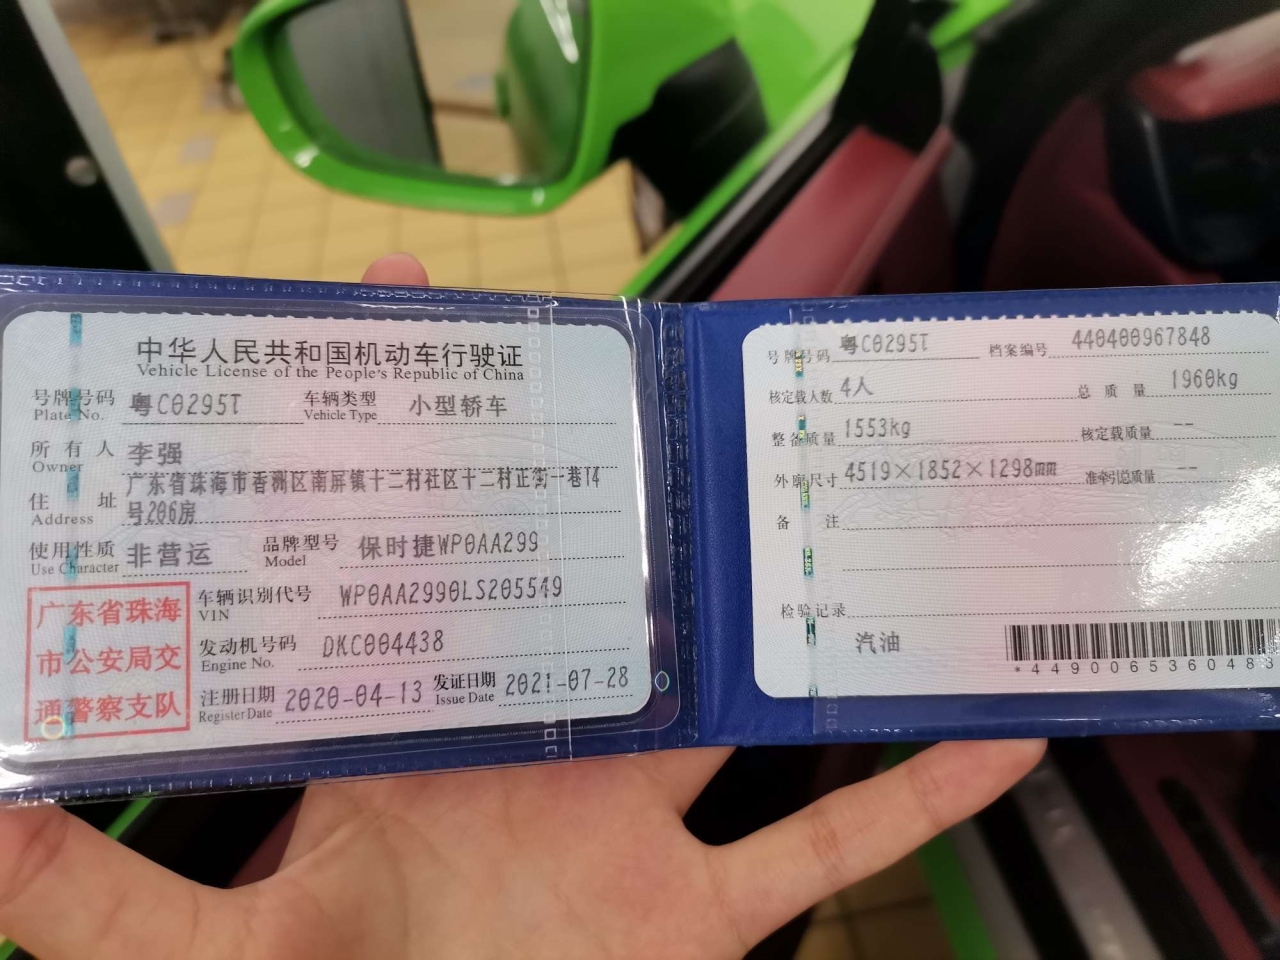 中华人民共和国机动车行驶证
Vehicle License of the People's Republic of China
号牌号码 粤C0295T 车辆类型 小型轿车
Plate No. Vehicle Type
所有人 李强
Owner
住址 广东省珠海市香洲区南屏镇十二村社区十二村正街一巷14
Address 号206房
使用性质 非营运 品牌型号 保时捷WP0AA299
Use Character Model
车辆识别代号 WP0AA2990LS205549
VIN
发动机号码 DKC004438
Engine No.
注册日期 2020-04-13 发证日期 2021-07-28
Register Date Issue Date
广东省珠海
市公安局交
通警察支队
号牌号码 粤C0295T 档案编号 440400967848
核定载人数 4人 总质量 1960kg
整备质量 1553kg 核定载质量 --
外廓尺寸 4519×1852×1298mm 准牵引总质量 --
备注
检验记录
汽油
*449006536048